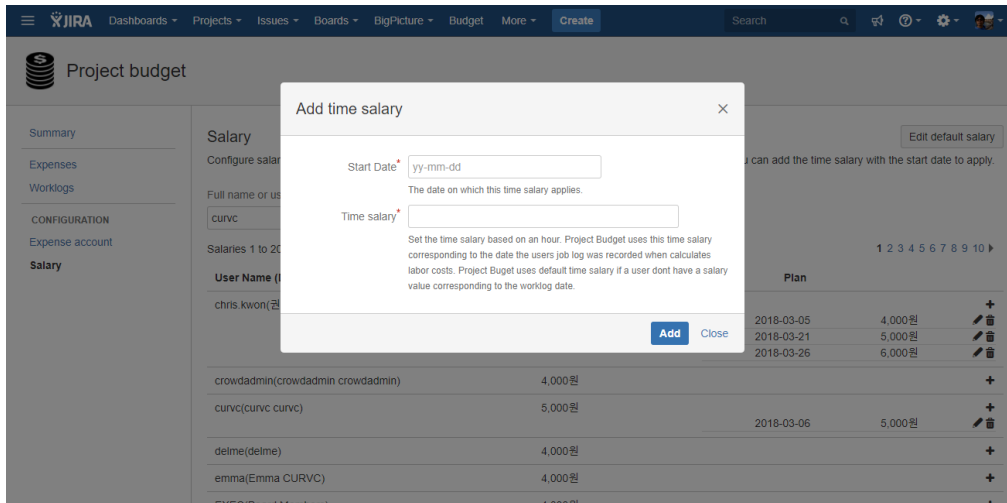 JIRA Dashboards Projects Issues Boards BigPicture Budget More Create Search
Project budget
Summary
Expenses
Worklogs
CONFIGURATION
Expense account
Salary
Salary
Edit default salary
Configure salar
u can add the time salary with the start date to apply.
Full name or us
curvc
Salaries 1 to 20
1 2 3 4 5 6 7 8 9 10
User Name (
Plan
chris.kwon(권
2018-03-05 4,000원
2018-03-21 5,000원
2018-03-26 6,000원
crowdadmin(crowdadmin crowdadmin) 4,000원
curvc(curvc curvc) 5,000원
2018-03-06 5,000원
delme(delme) 4,000원
emma(Emma CURVC) 4,000원
Add time salary
Start Date* yy-mm-dd
The date on which this time salary applies.
Time salary*
Set the time salary based on an hour. Project Budget uses this time salary
corresponding to the date the users job log was recorded when calculates
labor costs. Project Buget uses default time salary if a user dont have a salary
value corresponding to the worklog date.
Add Close